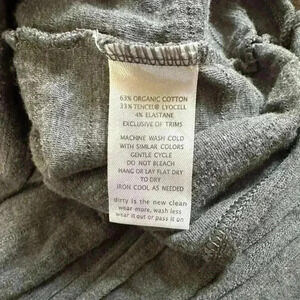 63% ORGANIC COTTON
33% TENCEL® LYOCELL
4% ELASTANE
EXCLUSIVE OF TRIMS
MACHINE WASH COLD
WITH SIMILAR COLORS
GENTLE CYCLE
DO NOT BLEACH
HANG OR LAY FLAT DRY
TO DRY
IRON COOL AS NEEDED
dirty is the new clean
wear more, wash less
wear it out or pass it on